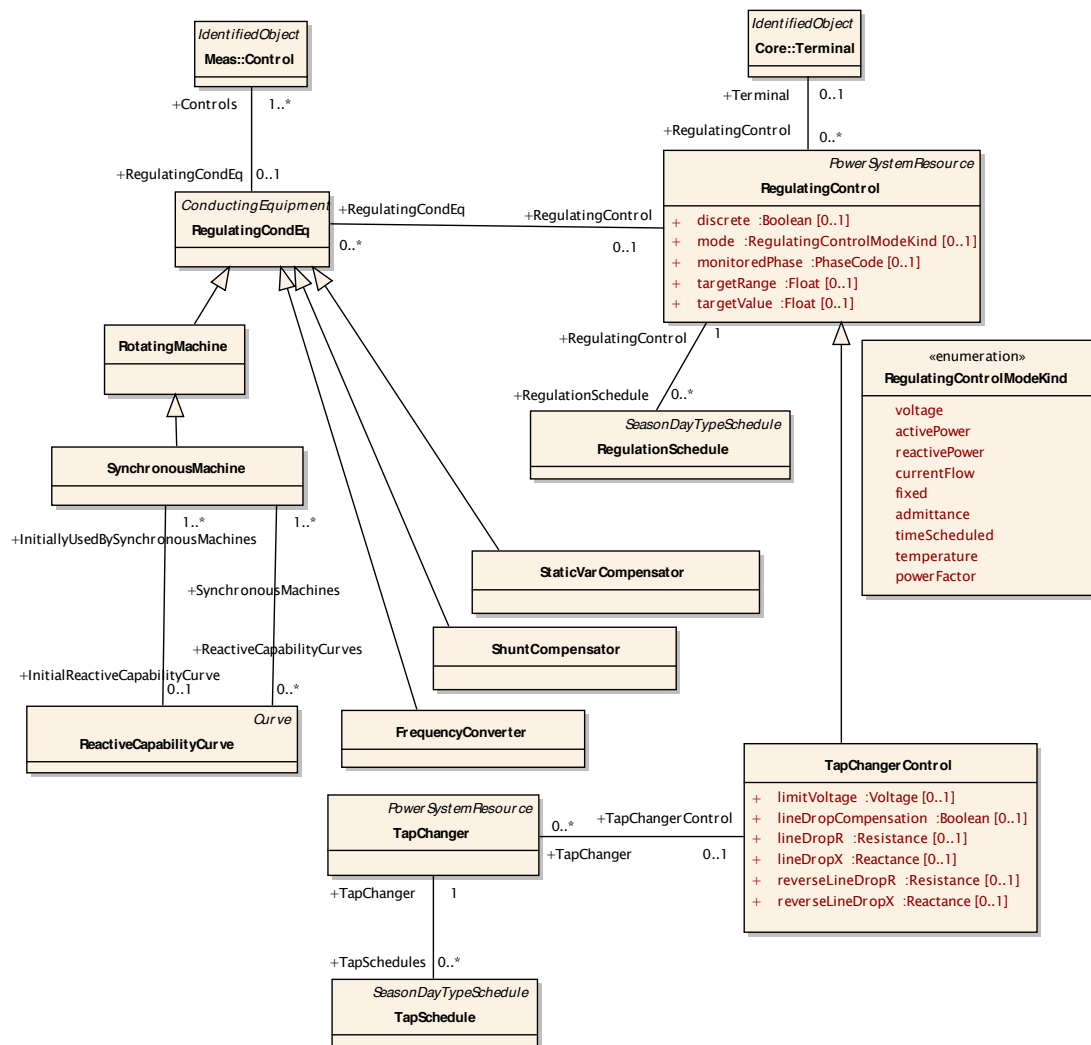 IdentifiedObject
Meas::Control
IdentifiedObject
Core::Terminal
+Controls
1..*
+Terminal
0..1
+RegulatingControl
0..*
+RegulatingCondEq
0..1
PowerSystemResource
RegulatingControl
+ discrete :Boolean [0..1]
+ mode :RegulatingControlModeKind [0..1]
+ monitoredPhase :PhaseCode [0..1]
+ targetRange :Float [0..1]
+ targetValue :Float [0..1]
ConductingEquipment
RegulatingCondEq
+RegulatingCondEq
0..*
+RegulatingControl
0..1
RotatingMachine
+RegulatingControl
1
«enumeration»
RegulatingControlModeKind
voltage
activePower
reactivePower
currentFlow
fixed
admittance
timeScheduled
temperature
powerFactor
+RegulationSchedule
0..*
SeasonDayTypeSchedule
RegulationSchedule
SynchronousMachine
1..*
1..*
+InitiallyUsedBySynchronousMachines
+SynchronousMachines
StaticVarCompensator
ShuntCompensator
+ReactiveCapabilityCurves
+InitialReactiveCapabilityCurve
0..1
0..*
Curve
ReactiveCapabilityCurve
FrequencyConverter
TapChangerControl
+ limitVoltage :Voltage [0..1]
+ lineDropCompensation :Boolean [0..1]
+ lineDropR :Resistance [0..1]
+ lineDropX :Reactance [0..1]
+ reverseLineDropR :Resistance [0..1]
+ reverseLineDropX :Reactance [0..1]
PowerSystemResource
TapChanger
0..*
+TapChangerControl
+TapChanger
0..1
+TapChanger
1
+TapSchedules
0..*
SeasonDayTypeSchedule
TapSchedule